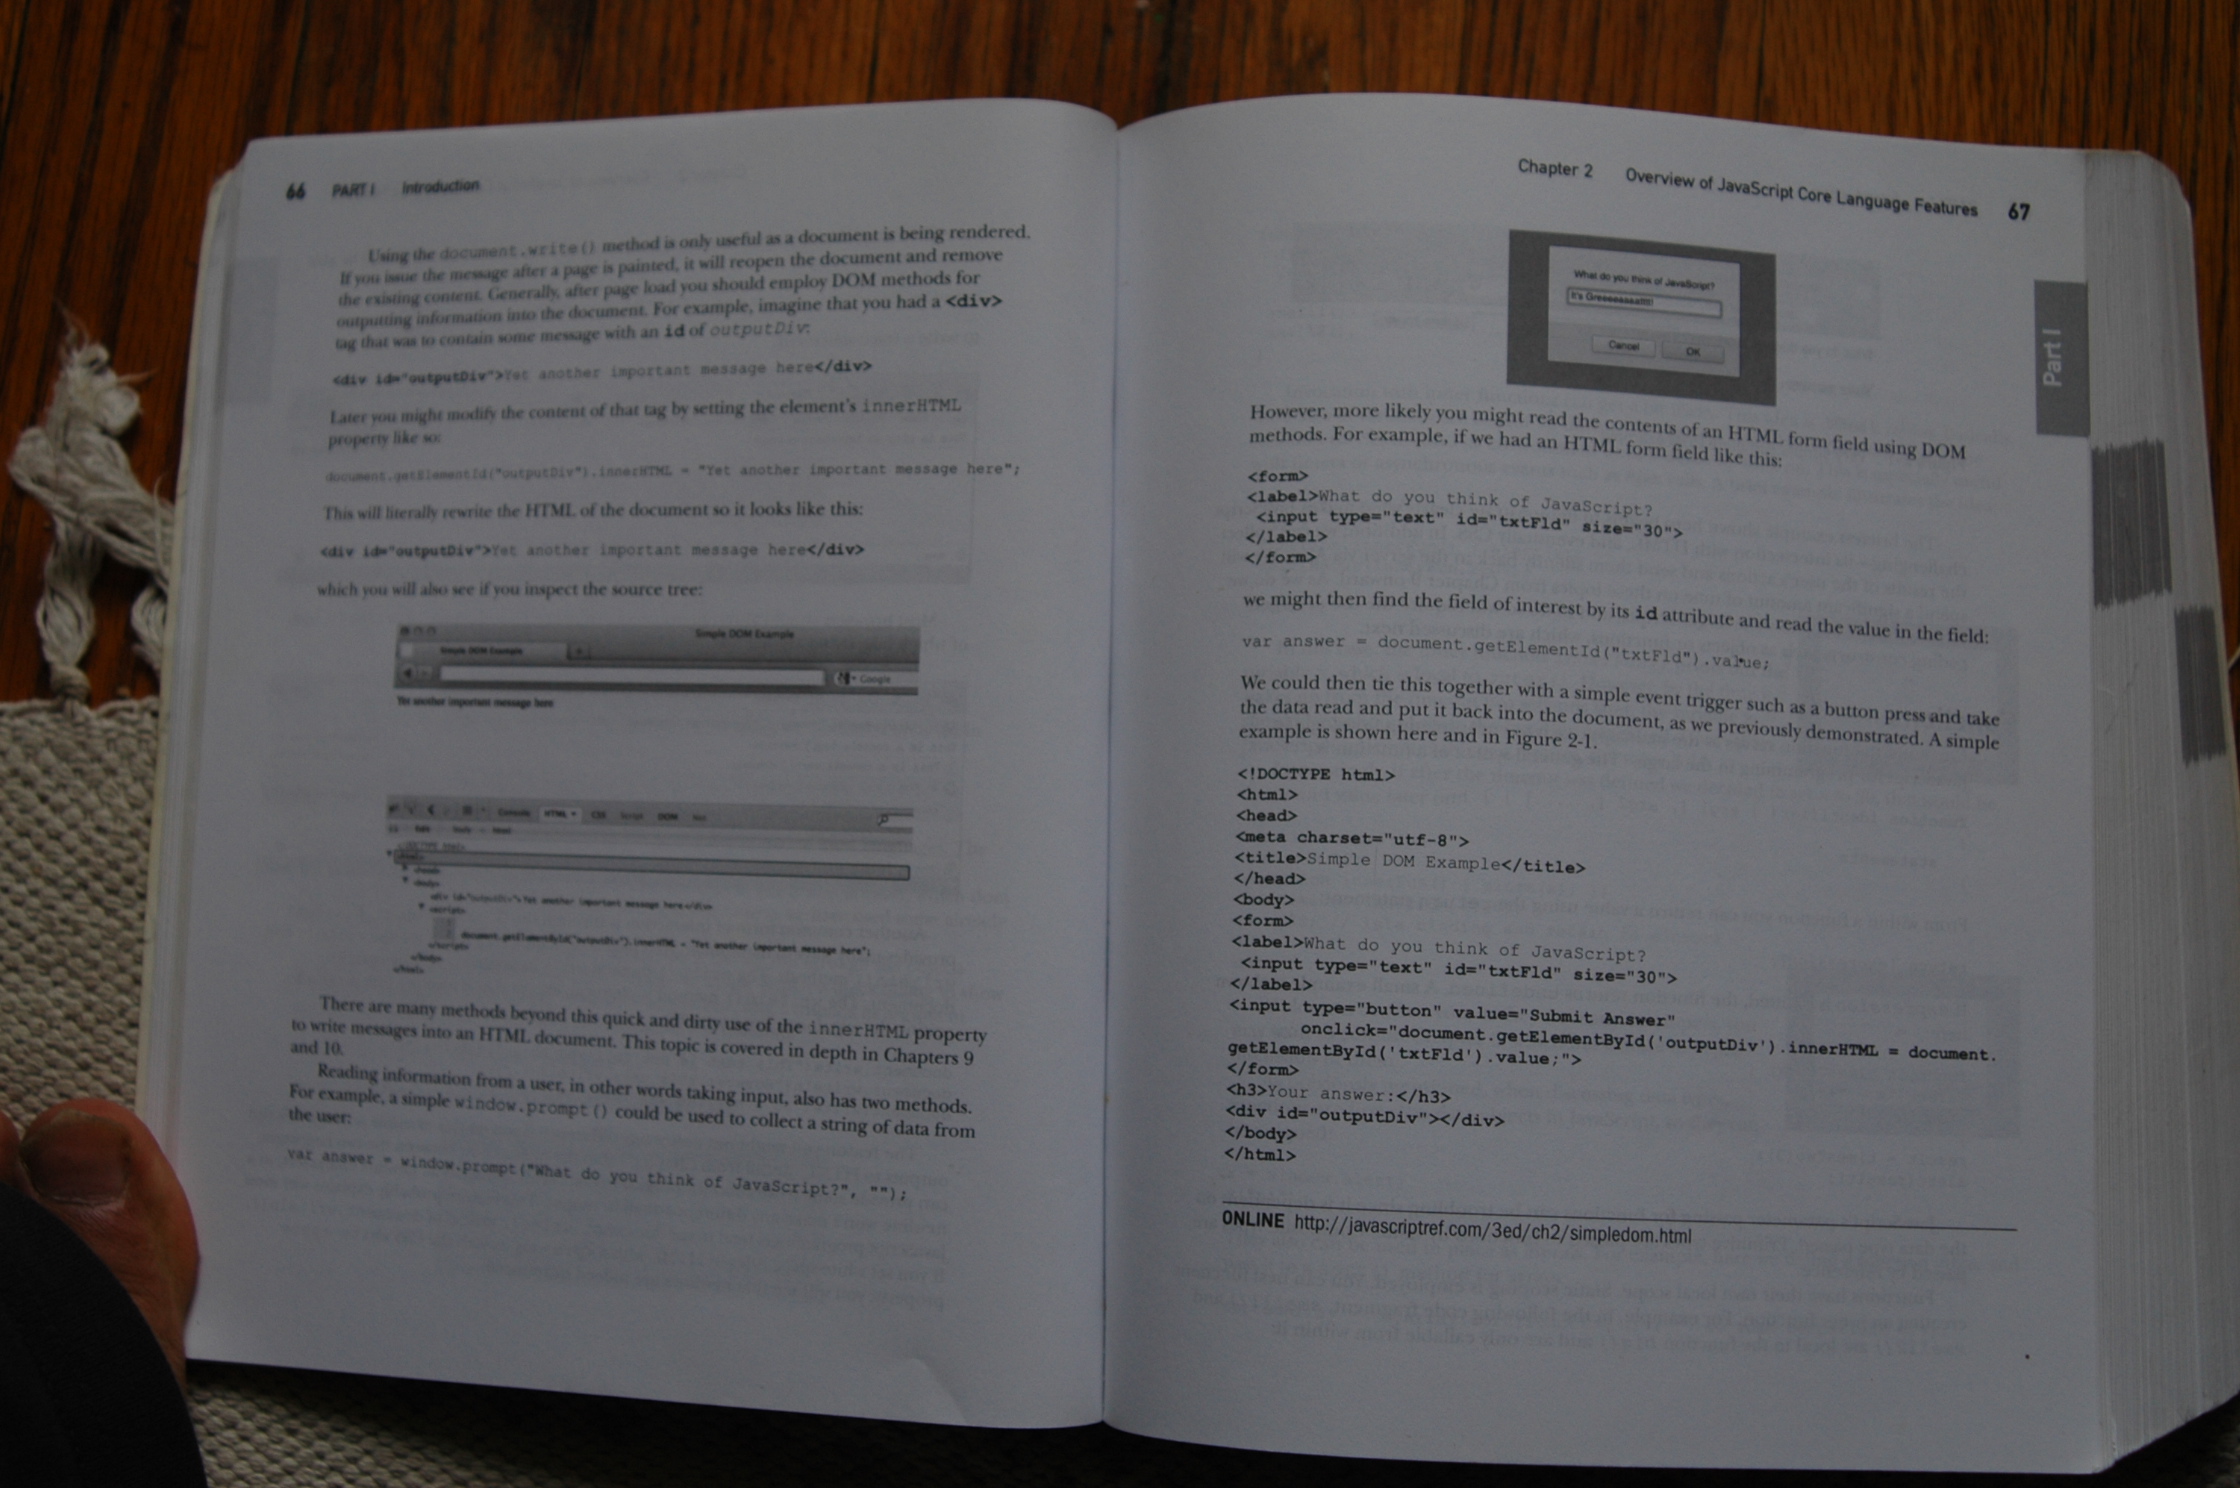 66 PART I Introduction
Using the document.write() method is only useful as a document is being rendered.
If you issue the message after a page is painted, it will reopen the document and remove
the existing content. Generally, after page load you should employ DOM methods for
outputing information into the document. For example, imagine that you had a <div>
tag that was to contain some message with an id of outputDiv:
<div id="outputDiv">Yet another important message here</div>
Later you might modify the content of that tag by setting the element's innerHTML
property like so:
document.getElementById("outputDiv").innerHTML = "Yet another important message here";
This will literally rewrite the HTML of the document so it looks like this:
<div id="outputDiv">Yet another important message here</div>
which you will also see if you inspect the source tree:
Simple DOM Example
Simple DOM Example
Google
Yet another important message here
There are many methods beyond this quick and dirty use of the innerHTML property
to write messages into an HTML document. This topic is covered in depth in Chapters 9
and 10.
Reading information from a user, in other words taking input, also has two methods.
For example, a simple window.prompt() could be used to collect a string of data from
the user:
var answer = window.prompt("What do you think of JavaScript?", "");
Chapter 2 Overview of JavaScript Core Language Features 67
Part I
What do you think of JavaScript?
Cancel OK
However, more likely you might read the contents of an HTML form field using DOM
methods. For example, if we had an HTML form field like this:
<form>
<label>What do you think of JavaScript?
<input type="text" id="txtFld" size="30">
</label>
</form>
we might then find the field of interest by its id attribute and read the value in the field:
var answer = document.getElementId("txtFld").value;
We could then tie this together with a simple event trigger such as a button press and take
the data read and put it back into the document, as we previously demonstrated. A simple
example is shown here and in Figure 2-1.
<!DOCTYPE html>
<html>
<head>
<meta charset="utf-8">
<title>Simple DOM Example</title>
</head>
<body>
<form>
<label>What do you think of JavaScript?
<input type="text" id="txtFld" size="30">
</label>
<input type="button" value="Submit Answer"
onclick="document.getElementById('outputDiv').innerHTML = document.
getElementById('txtFld').value;">
</form>
<h3>Your answer:</h3>
<div id="outputDiv"></div>
</body>
</html>
ONLINE http://javascriptref.com/3ed/ch2/simpledom.html